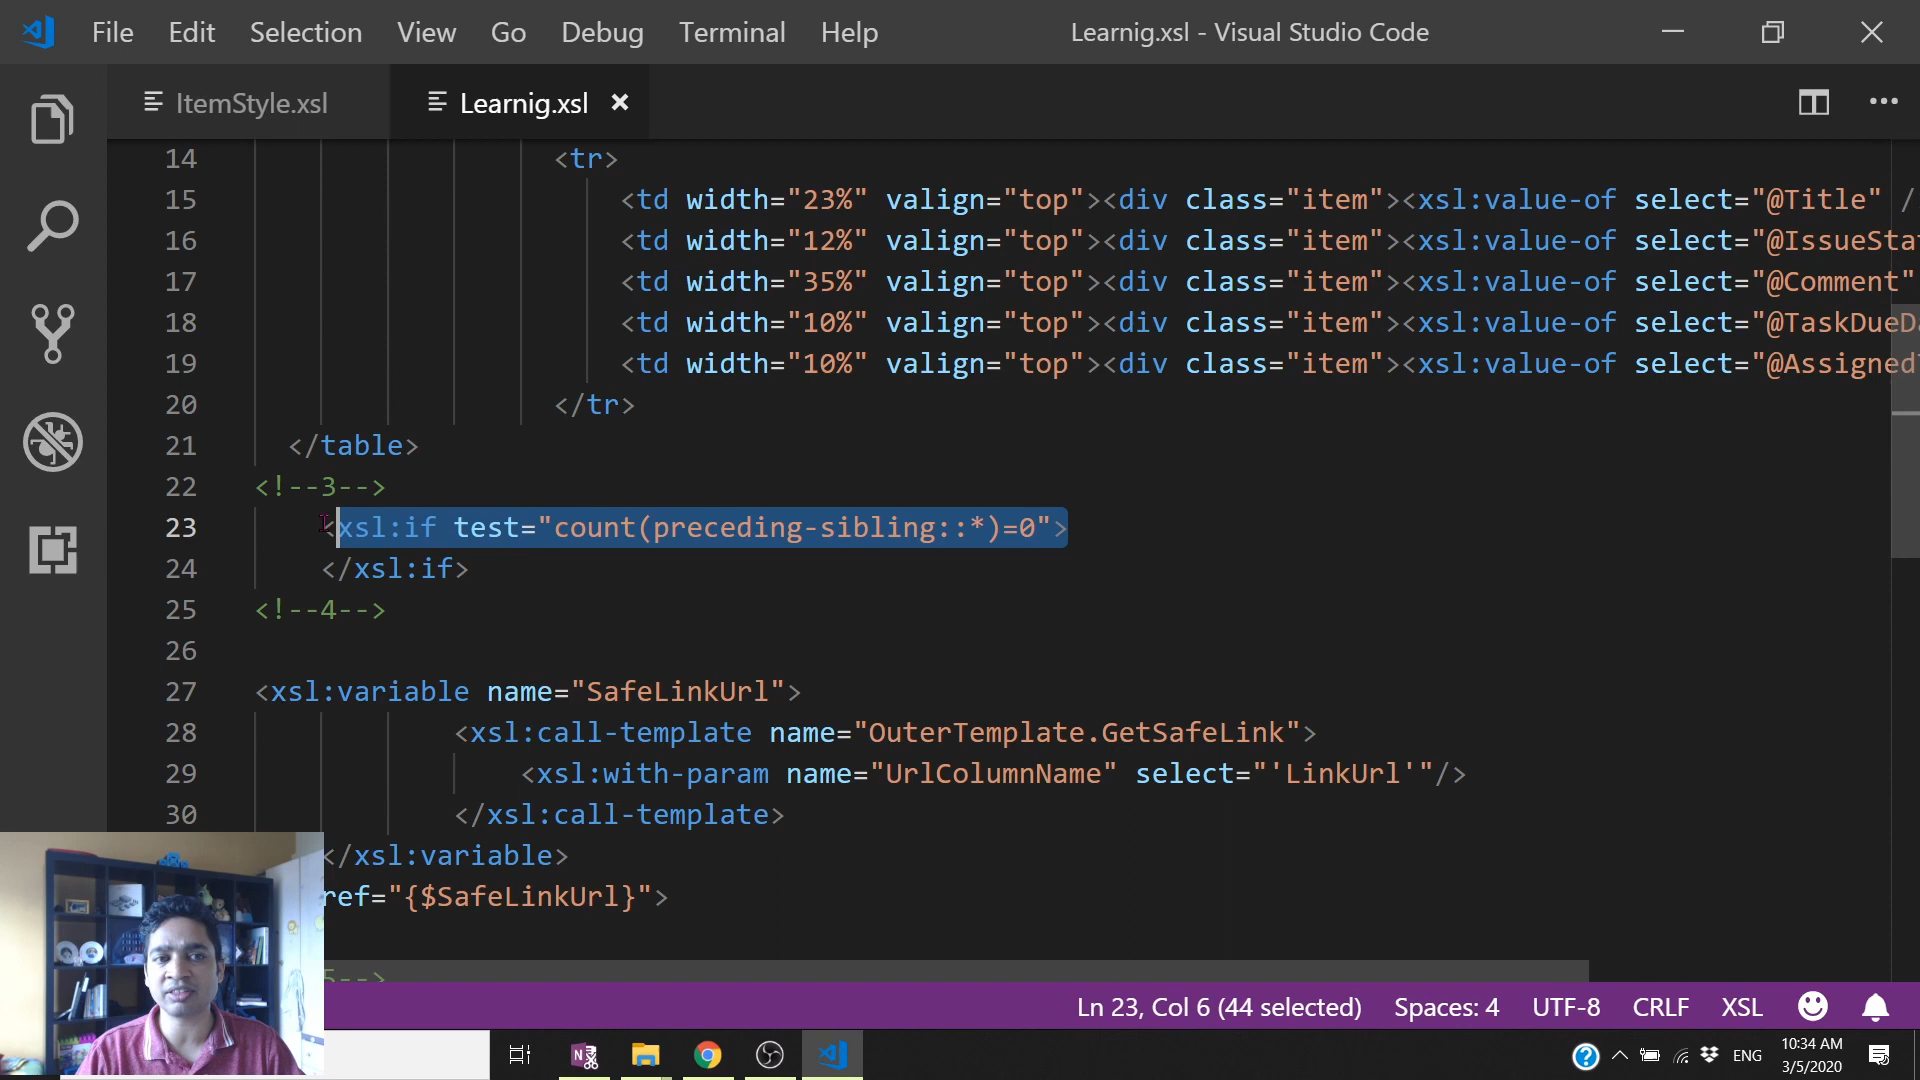 File Edit Selection View Go Debug Terminal Help Learnig.xsl - Visual Studio Code
ItemStyle.xsl Learnig.xsl
14 <tr>
15 <td width="23%" valign="top"><div class="item"><xsl:value-of select="@Title" /
16 <td width="12%" valign="top"><div class="item"><xsl:value-of select="@IssueSta
17 <td width="35%" valign="top"><div class="item"><xsl:value-of select="@Comment"
18 <td width="10%" valign="top"><div class="item"><xsl:value-of select="@TaskDueD
19 <td width="10%" valign="top"><div class="item"><xsl:value-of select="@Assigned
20 </tr>
21 </table>
22 <!--3-->
23 <xsl:if test="count(preceding-sibling::*)=0">
24 </xsl:if>
25 <!--4-->
26
27 <xsl:variable name="SafeLinkUrl">
28 <xsl:call-template name="OuterTemplate.GetSafeLink">
29 <xsl:with-param name="UrlColumnName" select="'LinkUrl'"/>
30 </xsl:call-template>
</xsl:variable>
ref="{$SafeLinkUrl}">
5-->
Ln 23, Col 6 (44 selected) Spaces: 4 UTF-8 CRLF XSL
ENG 10:34 AM
3/5/2020